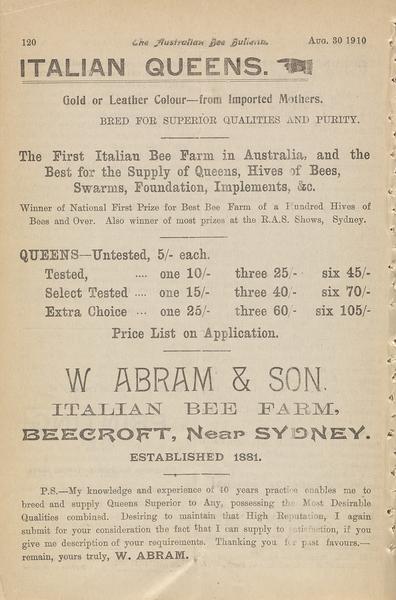 120 The Australian Bee Bulletin. AUG. 30 1910
ITALIAN QUEENS.
Gold or Leather Colour—from Imported Mothers.
BRED FOR SUPERIOR QUALITIES AND PURITY.
The First Italian Bee Farm in Australia, and the
Best for the Supply of Queens, Hives of Bees,
Swarms, Foundation, Implements, &c.
Winner of National First Prize for Best Bee Farm of a Hundred Hives of
Bees and Over. Also winner of most prizes at the R.A.S. Shows, Sydney.
QUEENS—Untested, 5/- each.
Tested, .... one 10/- three 25/- six 45/-
Select Tested .... one 15/- three 40/- six 70/-
Extra Choice ... one 25/- three 60/- six 105/-
Price List on Application.
W ABRAM & SON.
ITALIAN BEE FARM,
BEECROFT, Near SYDNEY.
ESTABLISHED 1881.
P.S.—My knowledge and experience of 40 years practice enables me to
breed and supply Queens Superior to Any, possessing the Most Desirable
Qualities combined. Desiring to maintain that High Reputation, I again
submit for your consideration the fact that I can supply to satisfaction, if you
give me description of your requirements. Thanking you for past favours.—
remain, yours truly, W. ABRAM.